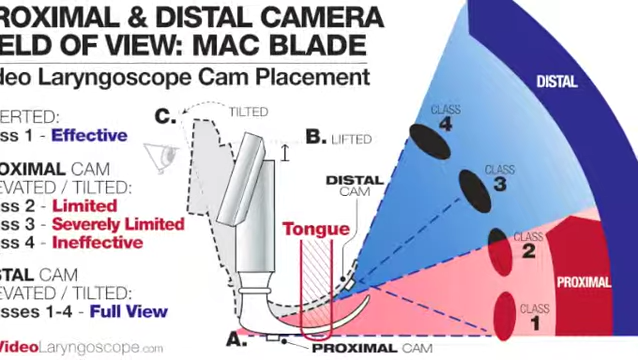 ROXIMAL & DISTAL CAMERA
ELD OF VIEW: MAC BLADE
deo Laryngoscope Cam Placement
ERTED:
ss 1 - Effective
OXIMAL CAM
EVATED / TILTED:
ss 2 - Limited
ss 3 - Severely Limited
ss 4 - Ineffective
STAL CAM
EVATED / TILTED:
sses 1-4 - Full View
VideoLaryngoscope.com
C.
TILTED
B. LIFTED
DISTAL
CAM
Tongue
A.
PROXIMAL CAM
DISTAL
CLASS
4
CLASS
3
CLASS
2
PROXIMAL
CLASS
1